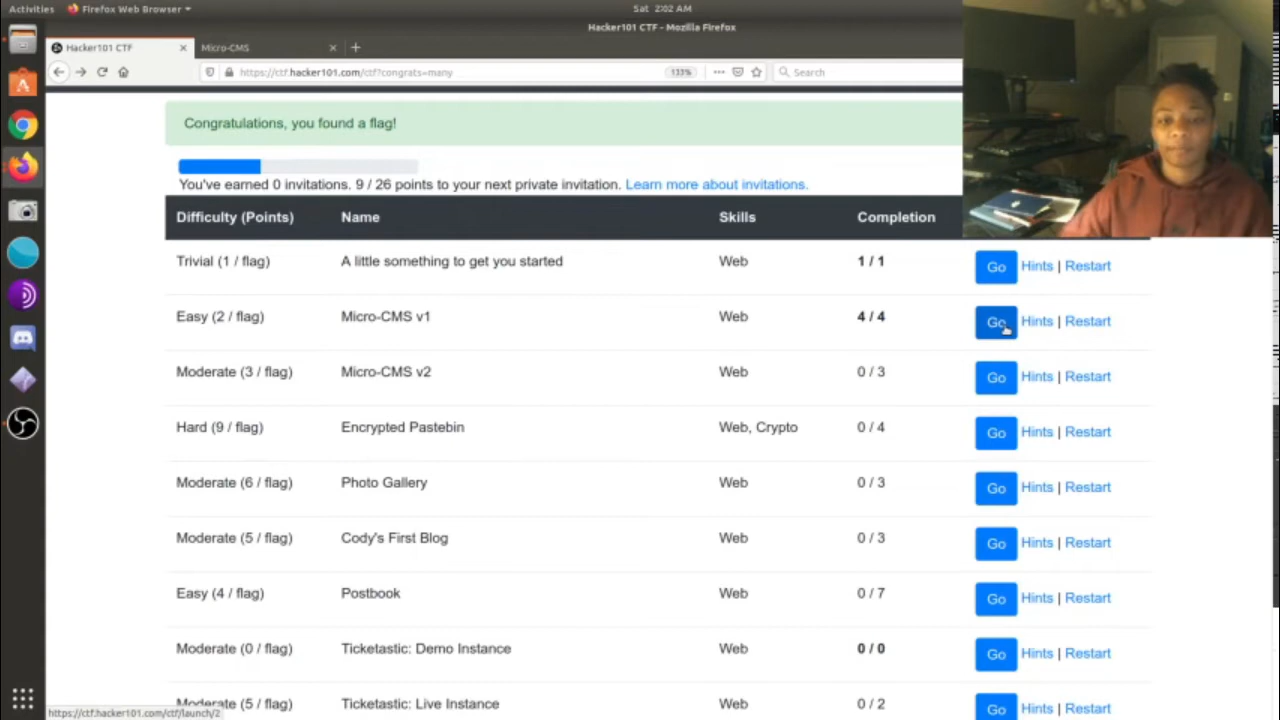 Activities Firefox Web Browser Sat 2:02 AM
Hacker101 CTF - Mozilla Firefox
Hacker101 CTF Micro-CMS
https://ctf.hacker101.com/ctf?congrats=many 133% Search
Congratulations, you found a flag!
You've earned 0 invitations. 9 / 26 points to your next private invitation. Learn more about invitations.
Difficulty (Points) Name Skills Completion
Trivial (1 / flag) A little something to get you started Web 1 / 1 Go Hints | Restart
Easy (2 / flag) Micro-CMS v1 Web 4 / 4 Go Hints | Restart
Moderate (3 / flag) Micro-CMS v2 Web 0 / 3 Go Hints | Restart
Hard (9 / flag) Encrypted Pastebin Web, Crypto 0 / 4 Go Hints | Restart
Moderate (6 / flag) Photo Gallery Web 0 / 3 Go Hints | Restart
Moderate (5 / flag) Cody's First Blog Web 0 / 3 Go Hints | Restart
Easy (4 / flag) Postbook Web 0 / 7 Go Hints | Restart
Moderate (0 / flag) Ticketastic: Demo Instance Web 0 / 0 Go Hints | Restart
Moderate (5 / flag) Ticketastic: Live Instance Web 0 / 2 Go Hints | Restart
https://ctf.hacker101.com/ctf/launch/2